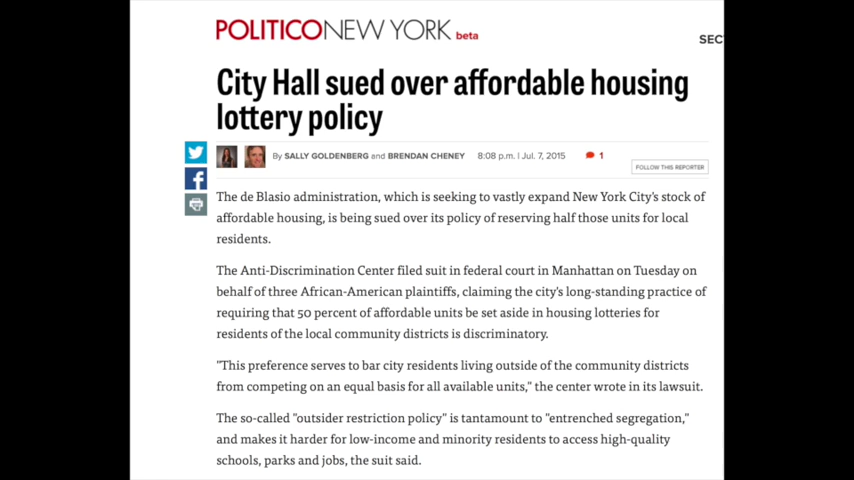 POLITICO NEW YORK beta
SEC
City Hall sued over affordable housing
lottery policy
By SALLY GOLDENBERG and BRENDAN CHENEY 8:08 p.m. | Jul. 7, 2015 1
FOLLOW THIS REPORTER
The de Blasio administration, which is seeking to vastly expand New York City's stock of
affordable housing, is being sued over its policy of reserving half those units for local
residents.
The Anti-Discrimination Center filed suit in federal court in Manhattan on Tuesday on
behalf of three African-American plaintiffs, claiming the city's long-standing practice of
requiring that 50 percent of affordable units be set aside in housing lotteries for
residents of the local community districts is discriminatory.
"This preference serves to bar city residents living outside of the community districts
from competing on an equal basis for all available units," the center wrote in its lawsuit.
The so-called "outsider restriction policy" is tantamount to "entrenched segregation,"
and makes it harder for low-income and minority residents to access high-quality
schools, parks and jobs, the suit said.